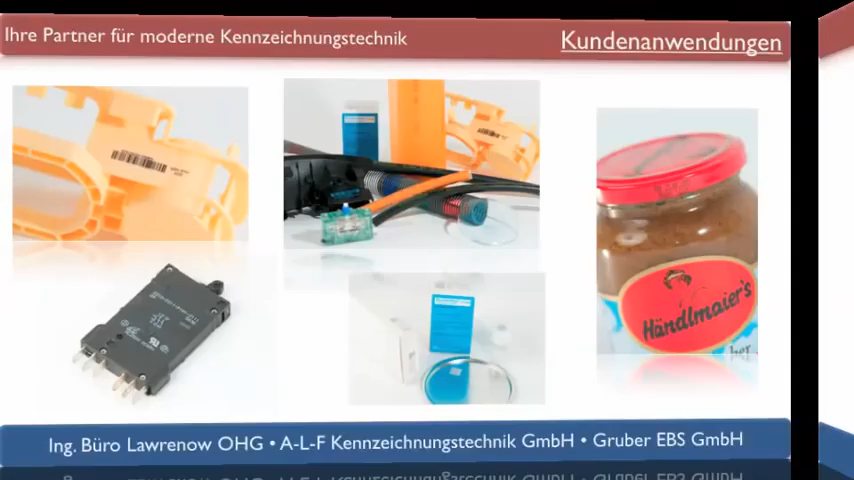 Ihre Partner für moderne Kennzeichnungstechnik
Kundenanwendungen
Händlmaier's
Ing. Büro Lawrenow OHG • A-L-F Kennzeichnungstechnik GmbH • Gruber EBS GmbH